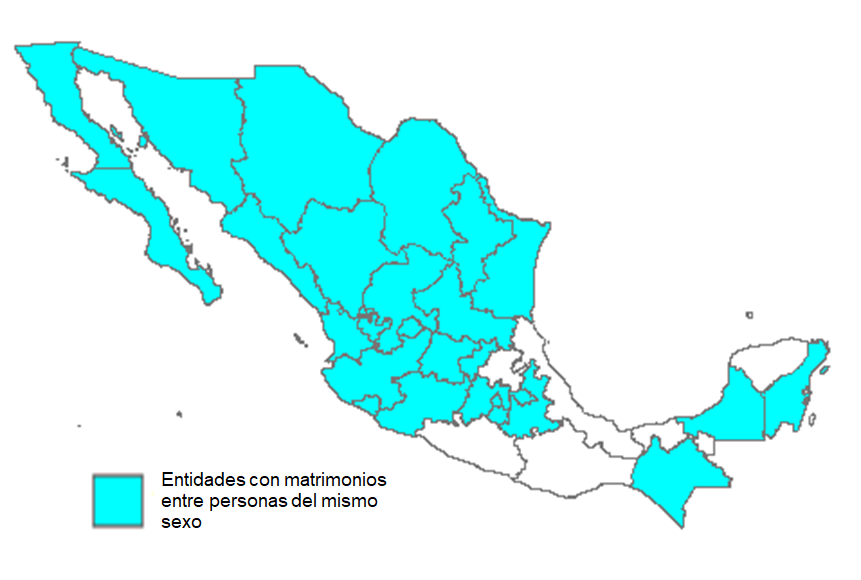 Entidades con matrimonios
entre personas del mismo
sexo